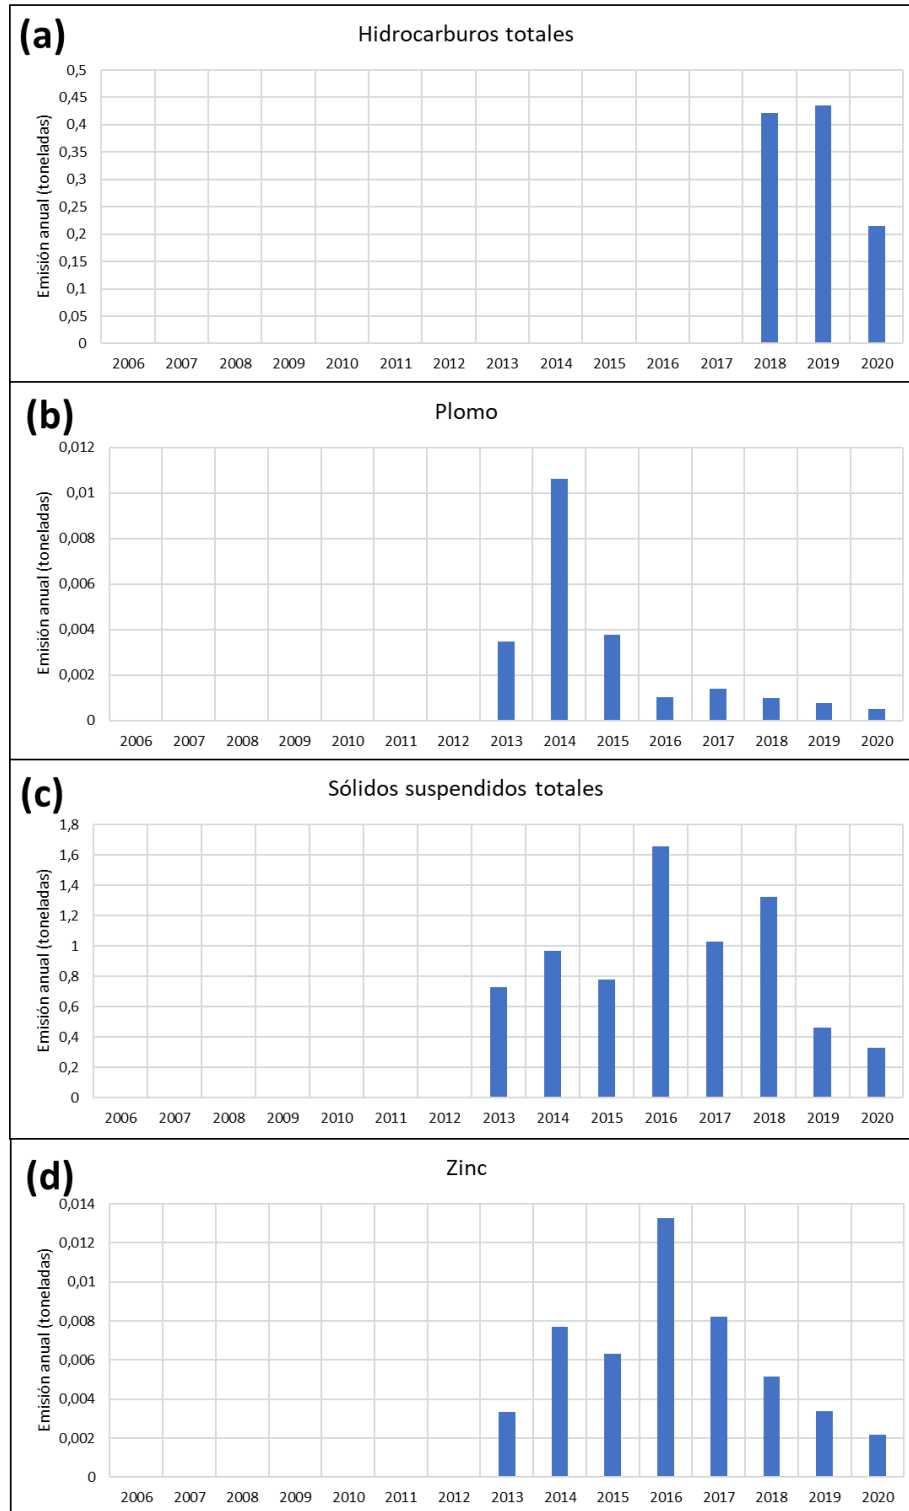 (a)
Hidrocarburos totales
Emisión anual (toneladas)
0,5
0,45
0,4
0,35
0,3
0,25
0,2
0,15
0,1
0,05
0
2006 2007 2008 2009 2010 2011 2012 2013 2014 2015 2016 2017 2018 2019 2020
(b)
Plomo
Emisión anual (toneladas)
0,012
0,01
0,008
0,006
0,004
0,002
0
2006 2007 2008 2009 2010 2011 2012 2013 2014 2015 2016 2017 2018 2019 2020
(c)
Sólidos suspendidos totales
Emisión anual (toneladas)
1,8
1,6
1,4
1,2
1
0,8
0,6
0,4
0,2
0
2006 2007 2008 2009 2010 2011 2012 2013 2014 2015 2016 2017 2018 2019 2020
(d)
Zinc
Emisión anual (toneladas)
0,014
0,012
0,01
0,008
0,006
0,004
0,002
0
2006 2007 2008 2009 2010 2011 2012 2013 2014 2015 2016 2017 2018 2019 2020